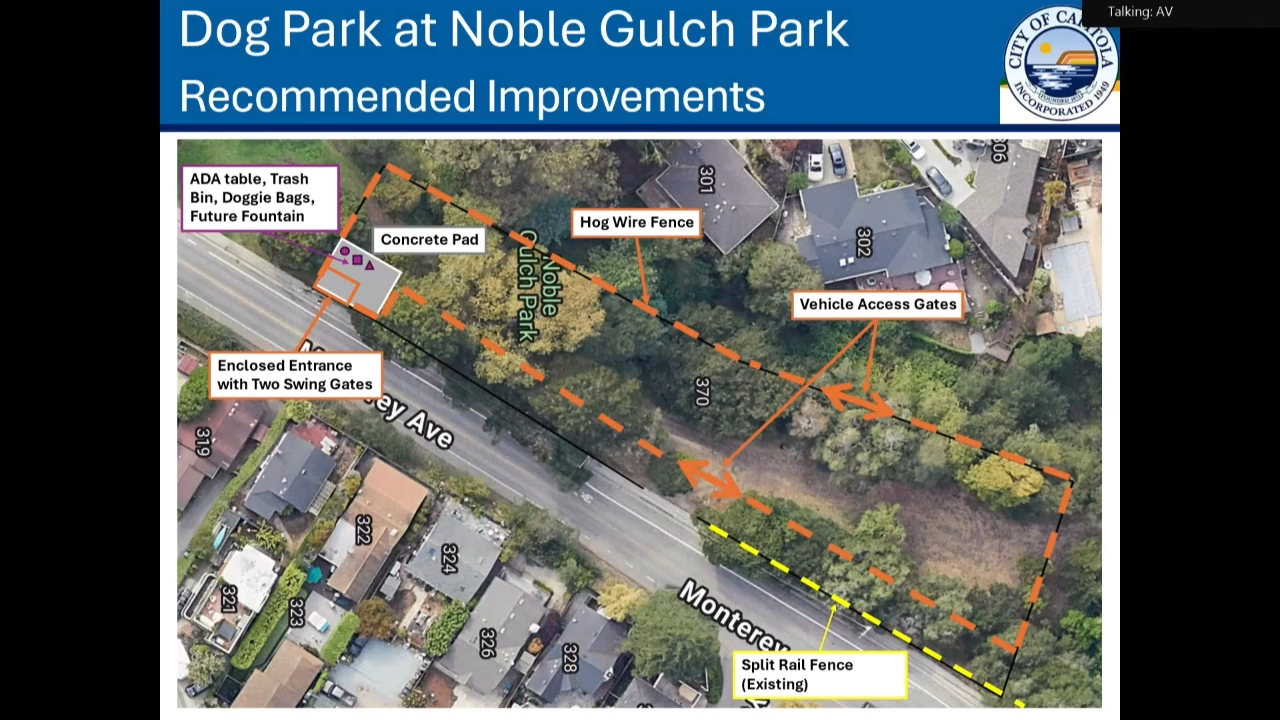 Talking: AV
Dog Park at Noble Gulch Park
Recommended Improvements
CITY OF CA
TOLA
FOUNDED
INCORPORATED 1949
ADA table, Trash
Bin, Doggie Bags,
Future Fountain
Concrete Pad
Hog Wire Fence
301
302
306
Noble
Gulch Park
Vehicle Access Gates
370
Enclosed Entrance
with Two Swing Gates
ey Ave
319
322
324
321
323
326
328
Monterey
Split Rail Fence
(Existing)